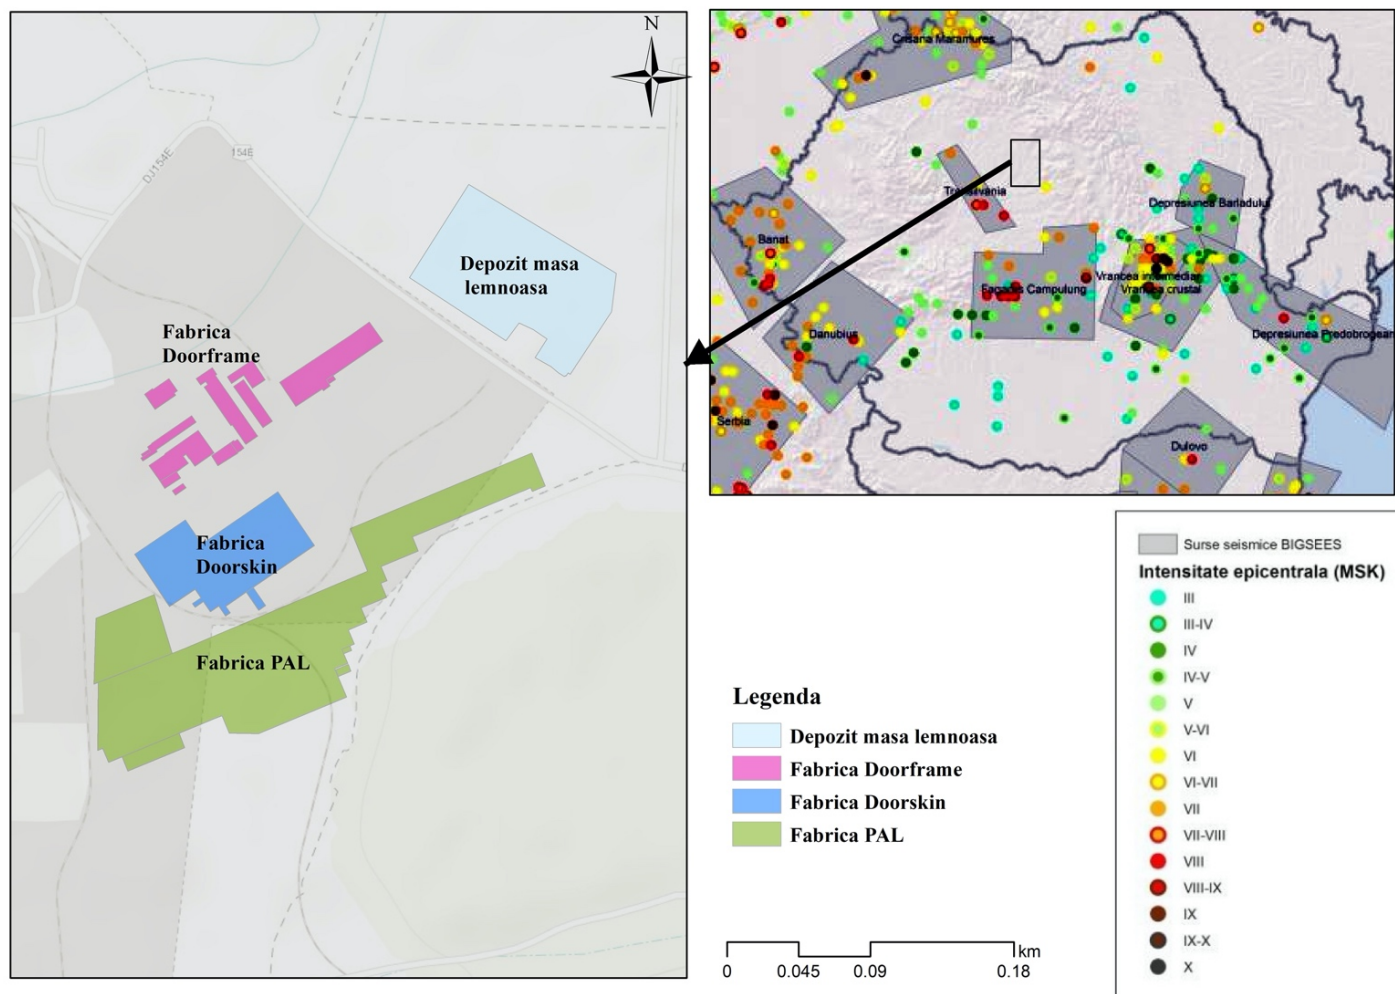 N
DJ154E
154E
Depozit masa
lemnoasa
Fabrica
Doorframe
Fabrica
Doorskin
Fabrica PAL
Crisana Maramures
Transilvania
Depresiunea Barladului
Banat
Vrancea intermediar
Fagaras Campulung
Vrancea crustal
Danubius
Depresiunea Predobrogeana
Serbia
Dulovo
Legenda
Depozit masa lemnoasa
Fabrica Doorframe
Fabrica Doorskin
Fabrica PAL
km
0 0.045 0.09 0.18
Surse seismice BIGSEES
Intensitate epicentrala (MSK)
III
III-IV
IV
IV-V
V
V-VI
VI
VI-VII
VII
VII-VIII
VIII
VIII-IX
IX
IX-X
X